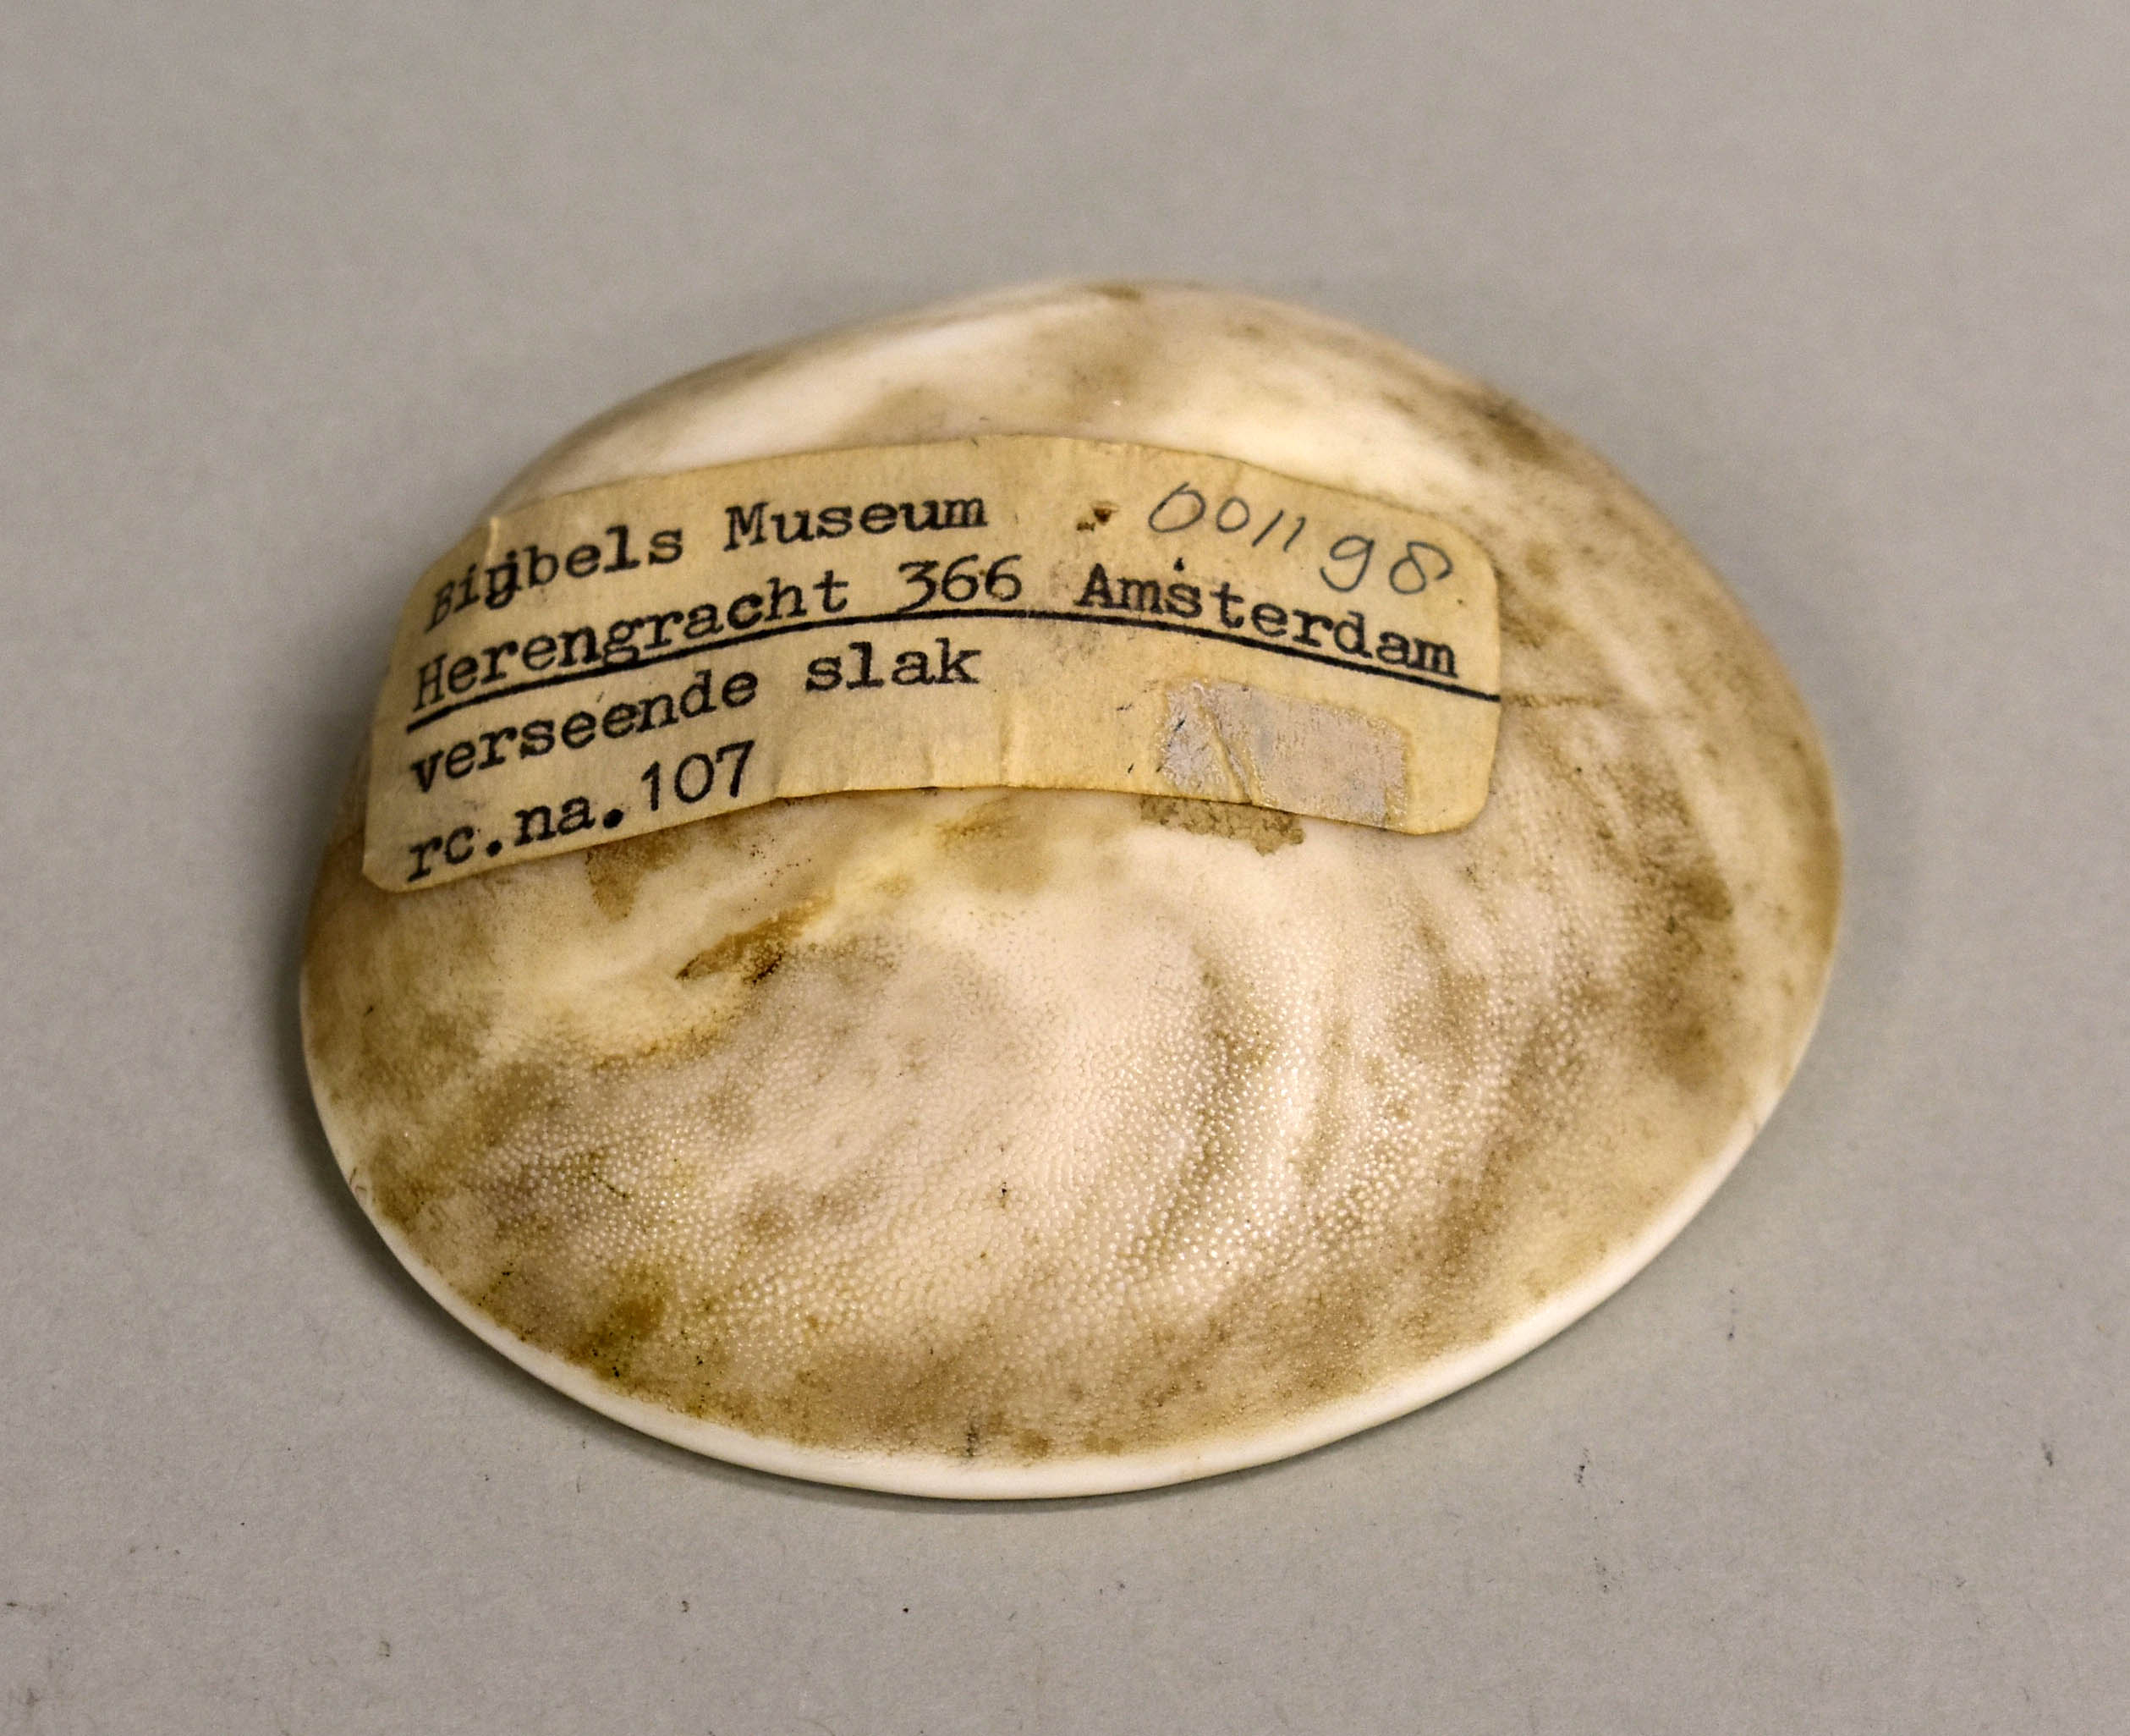 Bijbels Museum 001198
Herengracht 366 Amsterdam
verseende slak
rc.na.107